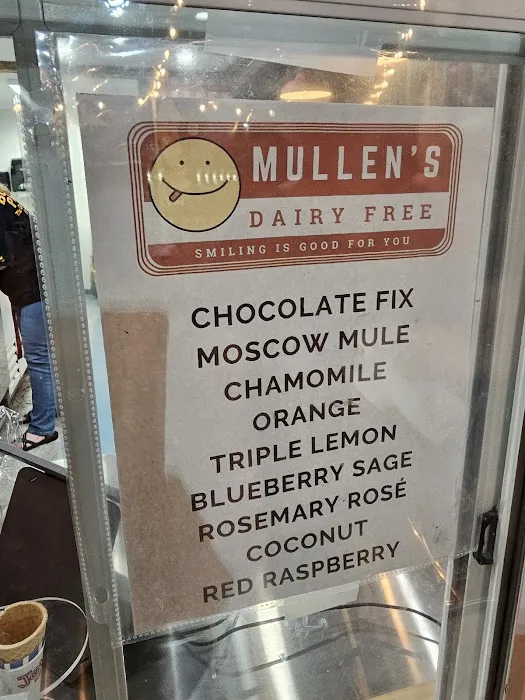 MULLEN'S
DAIRY FREE
SMILING IS GOOD FOR YOU
CHOCOLATE FIX
MOSCOW MULE
CHAMOMILE
ORANGE
TRIPLE LEMON
BLUEBERRY SAGE
ROSEMARY ROSÉ
COCONUT
RED RASPBERRY